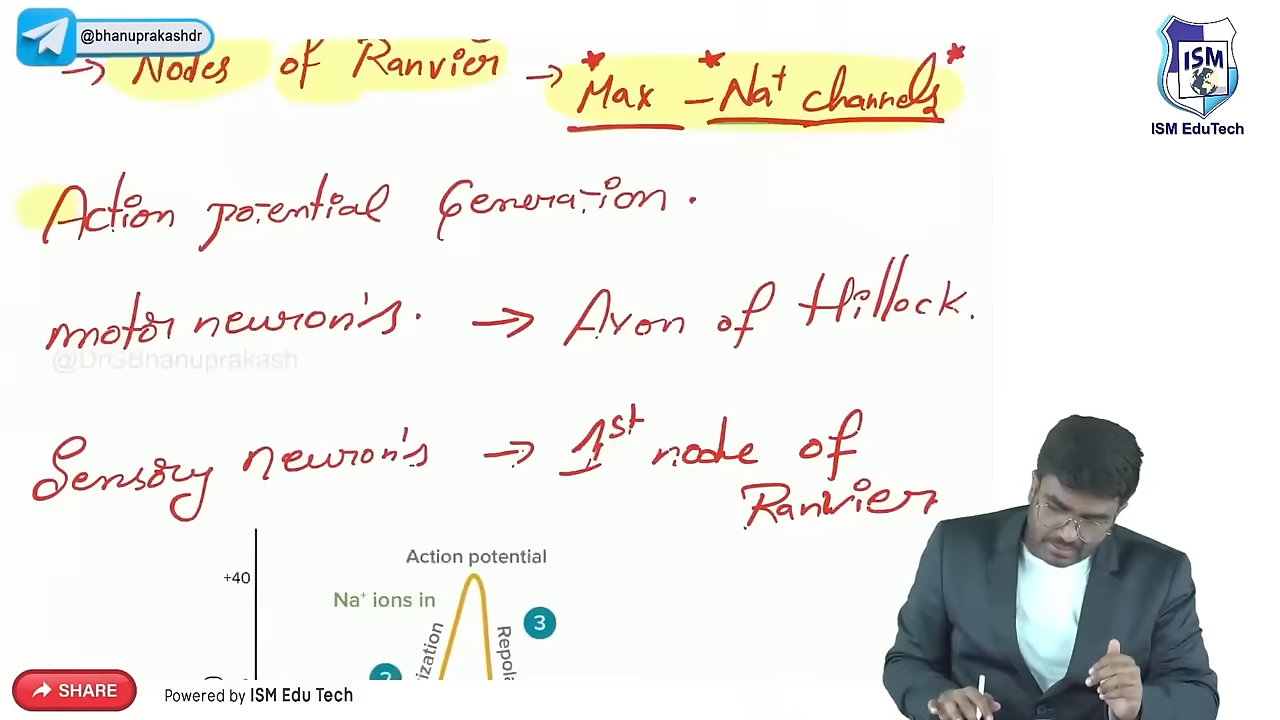 @bhanuprakashdr
→ Nodes of Ranvier → Max - Na+ channels
ISM
ISM EduTech
Action potential Generation.
motor neuron's. → Axon of Hillock.
@DrGBhanuprakash
Sensory neuron's → 1st node of
Ranvier
Action potential
+40
Na+ ions in
3
ization
Repola
2
SHARE
Powered by ISM Edu Tech